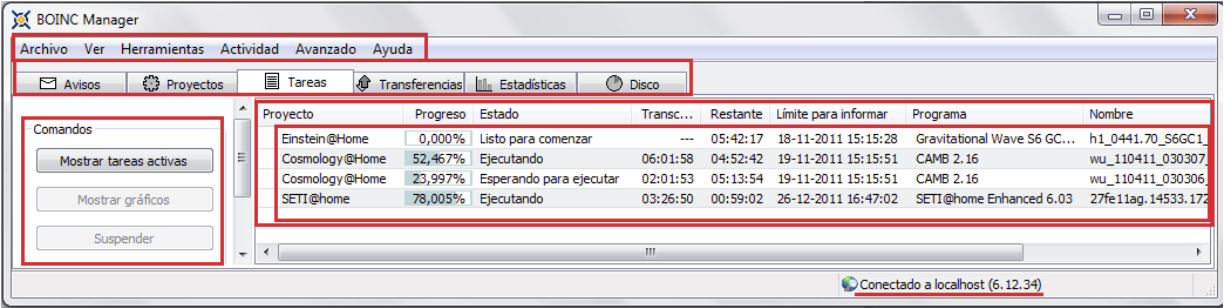 BOINC Manager
Archivo Ver Herramientas Actividad Avanzado Ayuda
Avisos Proyectos Tareas Transferencias Estadísticas Disco
Comandos
Mostrar tareas activas
Mostrar gráficos
Suspender
Proyecto Progreso Estado Transc... Restante Límite para informar Programa Nombre
Einstein@Home 0,000% Listo para comenzar --- 05:42:17 18-11-2011 15:15:28 Gravitational Wave S6 GC... h1_0441.70_S6GC1_
Cosmology@Home 52,467% Ejecutando 06:01:58 04:52:42 19-11-2011 15:15:51 CAMB 2.16 wu_110411_030307_
Cosmology@Home 23,997% Esperando para ejecutar 02:01:53 05:13:54 19-11-2011 15:15:51 CAMB 2.16 wu_110411_030306_
SETI@home 78,005% Ejecutando 03:26:50 00:59:02 26-12-2011 16:47:02 SETI@home Enhanced 6.03 27fe11ag.14533.172
Conectado a localhost (6.12.34)